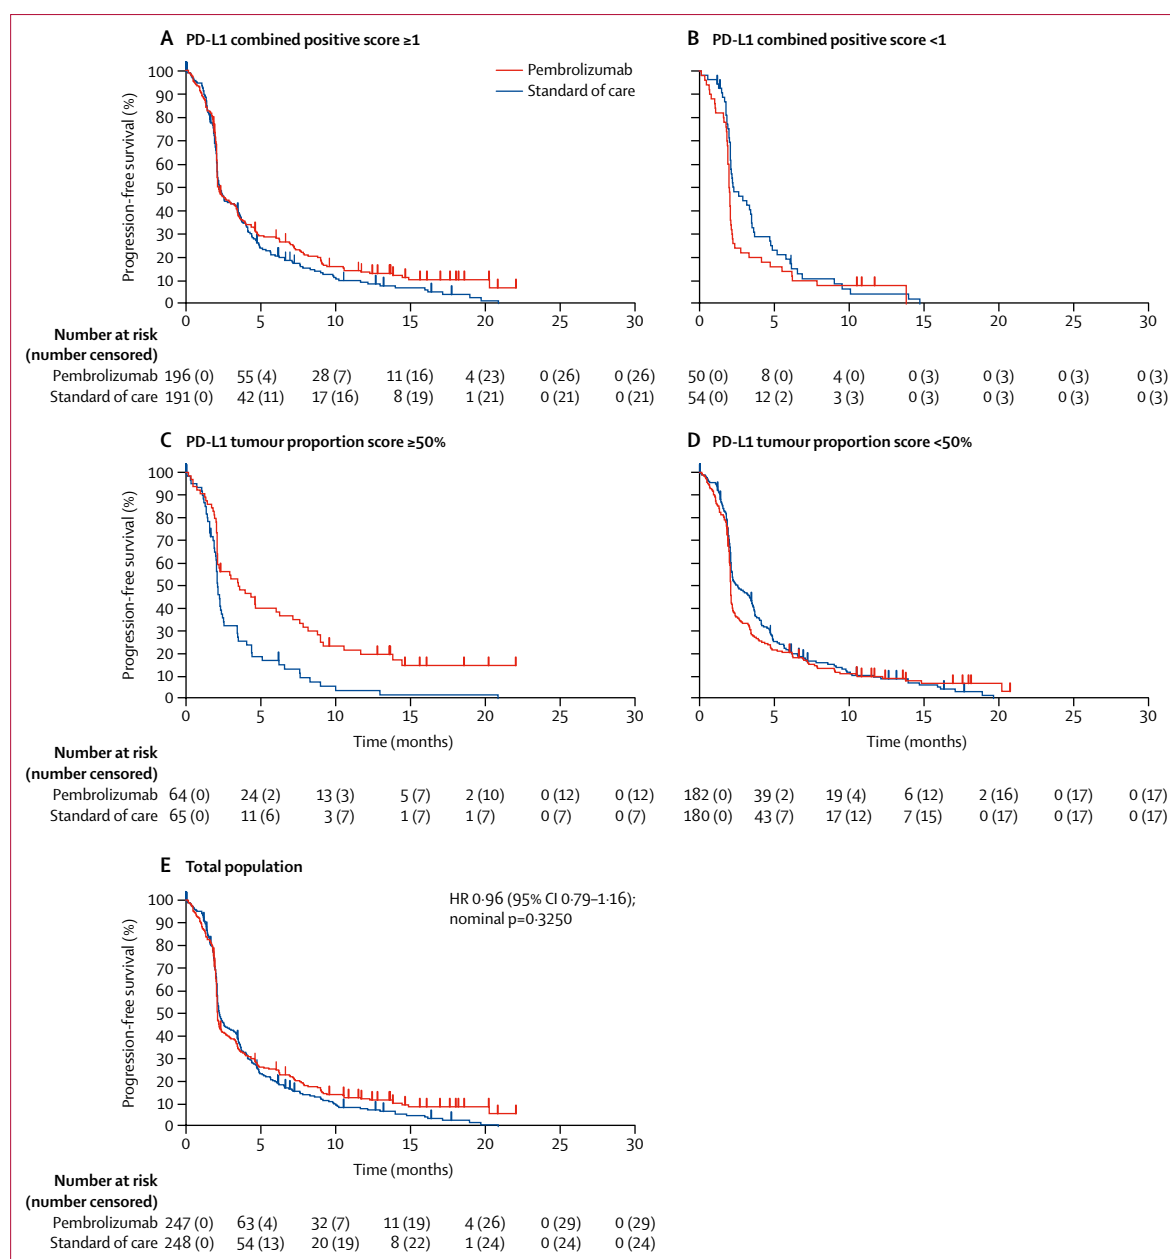 A PD-L1 combined positive score ≥1
Pembrolizumab
Standard of care
Progression-free survival (%)
100
90
80
70
60
50
40
30
20
10
0
0 5 10 15 20 25 30
Number at risk
(number censored)
Pembrolizumab 196 (0) 55 (4) 28 (7) 11 (16) 4 (23) 0 (26) 0 (26)
Standard of care 191 (0) 42 (11) 17 (16) 8 (19) 1 (21) 0 (21) 0 (21)
B PD-L1 combined positive score <1
0 5 10 15 20 25 30
50 (0) 8 (0) 4 (0) 0 (3) 0 (3) 0 (3) 0 (3)
54 (0) 12 (2) 3 (3) 0 (3) 0 (3) 0 (3) 0 (3)
C PD-L1 tumour proportion score ≥50%
Progression-free survival (%)
100
90
80
70
60
50
40
30
20
10
0
0 5 10 15 20 25 30
Time (months)
Number at risk
(number censored)
Pembrolizumab 64 (0) 24 (2) 13 (3) 5 (7) 2 (10) 0 (12) 0 (12)
Standard of care 65 (0) 11 (6) 3 (7) 1 (7) 1 (7) 0 (7) 0 (7)
D PD-L1 tumour proportion score <50%
0 5 10 15 20 25 30
Time (months)
182 (0) 39 (2) 19 (4) 6 (12) 2 (16) 0 (17) 0 (17)
180 (0) 43 (7) 17 (12) 7 (15) 0 (17) 0 (17) 0 (17)
E Total population
HR 0·96 (95% CI 0·79–1·16);
nominal p=0·3250
Progression-free survival (%)
100
90
80
70
60
50
40
30
20
10
0
0 5 10 15 20 25 30
Time (months)
Number at risk
(number censored)
Pembrolizumab 247 (0) 63 (4) 32 (7) 11 (19) 4 (26) 0 (29) 0 (29)
Standard of care 248 (0) 54 (13) 20 (19) 8 (22) 1 (24) 0 (24) 0 (24)